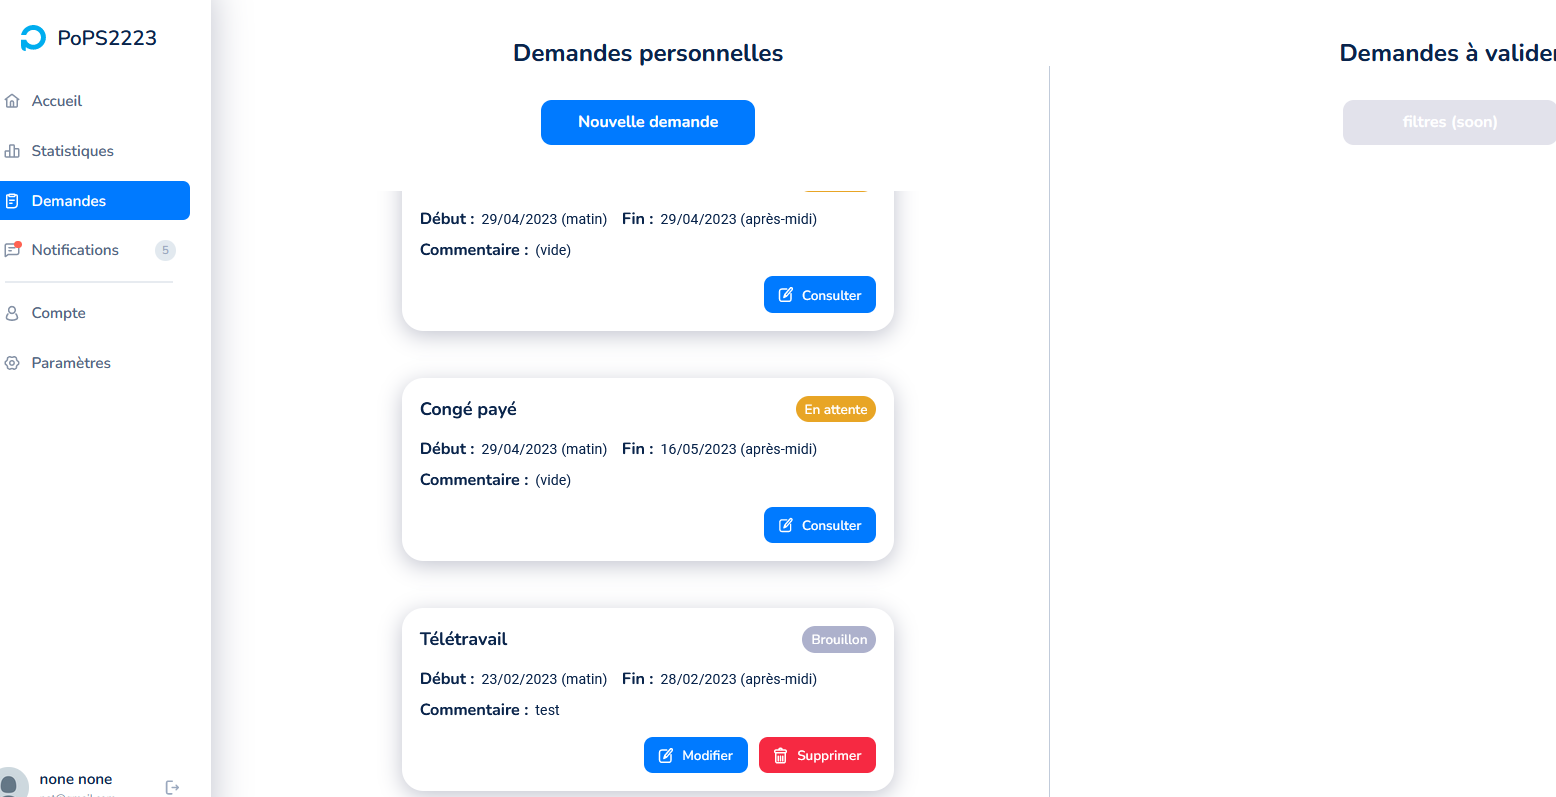 PoPS2223
Accueil
Statistiques
Demandes
Notifications 5
Compte
Paramètres
none none
Demandes personnelles
Nouvelle demande
Début : 29/04/2023 (matin) Fin : 29/04/2023 (après-midi)
Commentaire : (vide)
Consulter
Congé payé En attente
Début : 29/04/2023 (matin) Fin : 16/05/2023 (après-midi)
Commentaire : (vide)
Consulter
Télétravail Brouillon
Début : 23/02/2023 (matin) Fin : 28/02/2023 (après-midi)
Commentaire : test
Modifier Supprimer
Demandes à valider
filtres (soon)